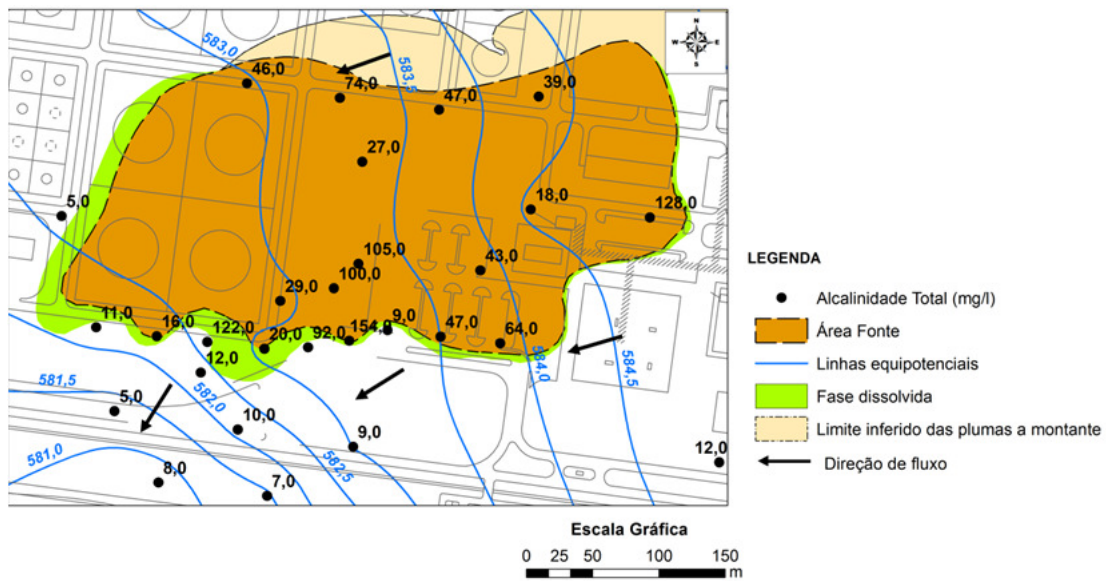 N
W E
S
583,0
46,0
74,0
583,5
47,0
39,0
27,0
5,0
18,0
128,0
105,0
43,0
100,0
29,0
11,0
16,0
122,0
20,0
92,0
154,0
9,0
47,0
64,0
12,0
584,0
584,5
581,5
5,0
582,0
10,0
9,0
582,5
12,0
581,0
8,0
7,0
LEGENDA
Alcalinidade Total (mg/l)
Área Fonte
Linhas equipotenciais
Fase dissolvida
Limite inferido das plumas a montante
Direção de fluxo
Escala Gráfica
0 25 50 100 150
m